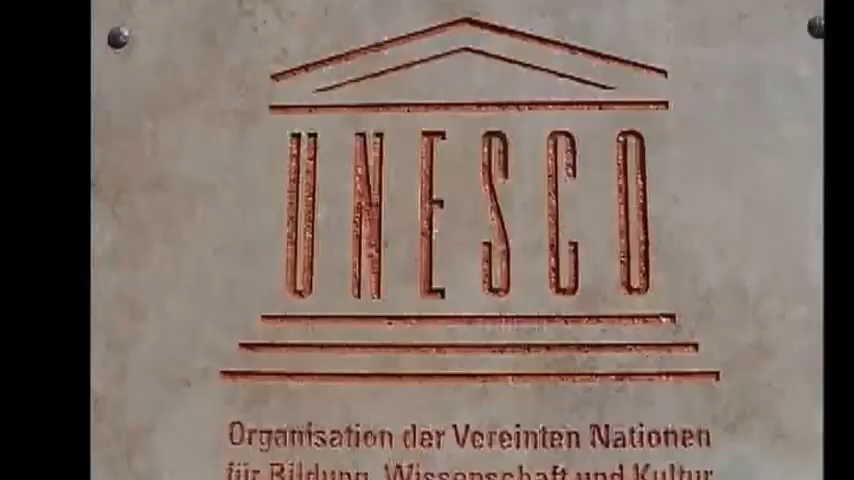 UNESCO
Organisation der Vereinten Nationen
für Bildung, Wissenschaft und Kultur